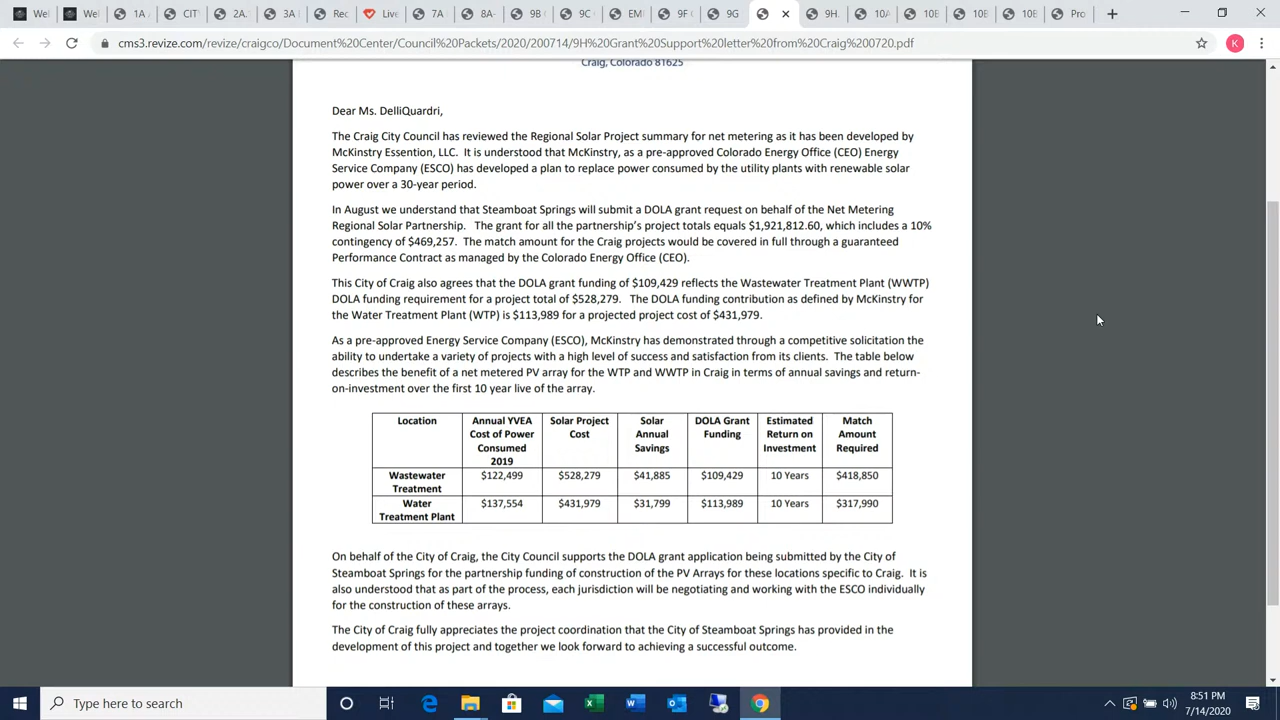 Wel
Wel
1A /
CIT
2A.
3A I
Rec
Live
7A
8A
9B
9C
EM
9F
9G
9H.
10A
10E
10E
10E
Pro
cms3.revize.com/revize/craigco/Document%20Center/Council%20Packets/2020/200714/9H%20Grant%20Support%20letter%20from%20Craig%200720.pdf
K
Craig, Colorado 81625
Dear Ms. DelliQuardri,
The Craig City Council has reviewed the Regional Solar Project summary for net metering as it has been developed by
McKinstry Essention, LLC. It is understood that McKinstry, as a pre-approved Colorado Energy Office (CEO) Energy
Service Company (ESCO) has developed a plan to replace power consumed by the utility plants with renewable solar
power over a 30-year period.
In August we understand that Steamboat Springs will submit a DOLA grant request on behalf of the Net Metering
Regional Solar Partnership. The grant for all the partnership's project totals equals $1,921,812.60, which includes a 10%
contingency of $469,257. The match amount for the Craig projects would be covered in full through a guaranteed
Performance Contract as managed by the Colorado Energy Office (CEO).
This City of Craig also agrees that the DOLA grant funding of $109,429 reflects the Wastewater Treatment Plant (WWTP)
DOLA funding requirement for a project total of $528,279. The DOLA funding contribution as defined by McKinstry for
the Water Treatment Plant (WTP) is $113,989 for a projected project cost of $431,979.
As a pre-approved Energy Service Company (ESCO), McKinstry has demonstrated through a competitive solicitation the
ability to undertake a variety of projects with a high level of success and satisfaction from its clients. The table below
describes the benefit of a net metered PV array for the WTP and WWTP in Craig in terms of annual savings and return-
on-investment over the first 10 year live of the array.
Location Annual YVEA Solar Project Solar DOLA Grant Estimated Match
Cost of Power Cost Annual Funding Return on Amount
Consumed Savings Investment Required
2019
Wastewater $122,499 $528,279 $41,885 $109,429 10 Years $418,850
Treatment
Water $137,554 $431,979 $31,799 $113,989 10 Years $317,990
Treatment Plant
On behalf of the City of Craig, the City Council supports the DOLA grant application being submitted by the City of
Steamboat Springs for the partnership funding of construction of the PV Arrays for these locations specific to Craig. It is
also understood that as part of the process, each jurisdiction will be negotiating and working with the ESCO individually
for the construction of these arrays.
The City of Craig fully appreciates the project coordination that the City of Steamboat Springs has provided in the
development of this project and together we look forward to achieving a successful outcome.
Type here to search
8:51 PM
7/14/2020